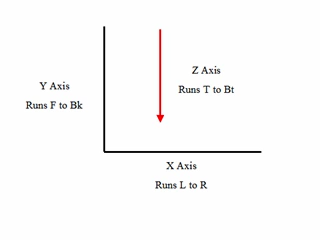 Z Axis
Runs T to Bt
Y Axis
Runs F to Bk
X Axis
Runs L to R